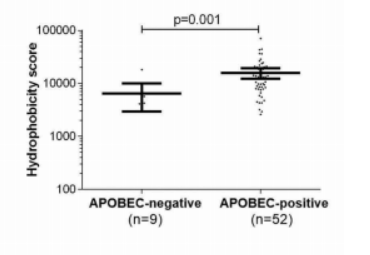 p=0.001
100000
10000
1000
100
Hydrophobicity score
APOBEC-negative APOBEC-positive
(n=9) (n=52)